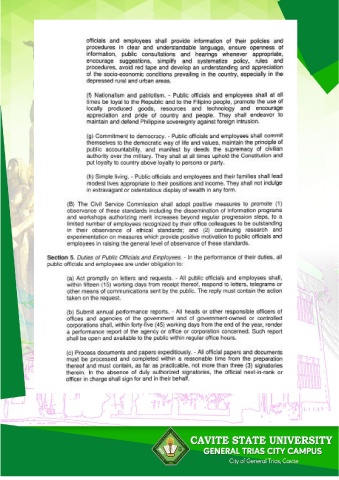 officials and employees shall provide information of their policies and
procedures in clear and understandable language, ensure openness of
information, public consultations and hearings whenever appropriate,
encourage suggestions, simplify and systematize policy, rules and
procedures, avoid red tape and develop an understanding and appreciation
of the socio-economic conditions prevailing in the country, especially in the
depressed rural and urban areas.
(f) Nationalism and patriotism. - Public officials and employees shall at all
times be loyal to the Republic and to the Filipino people, promote the use of
locally produced goods, resources and technology and encourage
appreciation and pride of country and people. They shall endeavor to
maintain and defend Philippine sovereignty against foreign intrusion.
(g) Commitment to democracy. - Public officials and employees shall commit
themselves to the democratic way of life and values, maintain the principle of
public accountability, and manifest by deeds the supremacy of civilian
authority over the military. They shall at all times uphold the Constitution and
put loyalty to country above loyalty to persons or party.
(h) Simple living. - Public officials and employees and their families shall lead
modest lives appropriate to their positions and income. They shall not indulge
in extravagant or ostentatious display of wealth in any form.
(B) The Civil Service Commission shall adopt positive measures to promote (1)
observance of these standards including the dissemination of information programs
and workshops authorizing merit increases beyond regular progression steps, to a
limited number of employees recognized by their office colleagues to be outstanding
in their observance of ethical standards; and (2) continuing research and
experimentation on measures which provide positive motivation to public officials and
employees in raising the general level of observance of these standards.
Section 5. Duties of Public Officials and Employees. - In the performance of their duties, all
public officials and employees are under obligation to:
(a) Act promptly on letters and requests. - All public officials and employees shall,
within fifteen (15) working days from receipt thereof, respond to letters, telegrams or
other means of communications sent by the public. The reply must contain the action
taken on the request.
(b) Submit annual performance reports. - All heads or other responsible officers of
offices and agencies of the government and of government-owned or controlled
corporations shall, within forty-five (45) working days from the end of the year, render
a performance report of the agency or office or corporation concerned. Such report
shall be open and available to the public within regular office hours.
(c) Process documents and papers expeditiously. - All official papers and documents
must be processed and completed within a reasonable time from the preparation
thereof and must contain, as far as practicable, not more than three (3) signatories
therein. In the absence of duly authorized signatories, the official next-in-rank or
officer in charge shall sign for and in their behalf.
CAVITE STATE UNIVERSITY
GENERAL TRIAS CITY CAMPUS
City of General Trias, Cavite